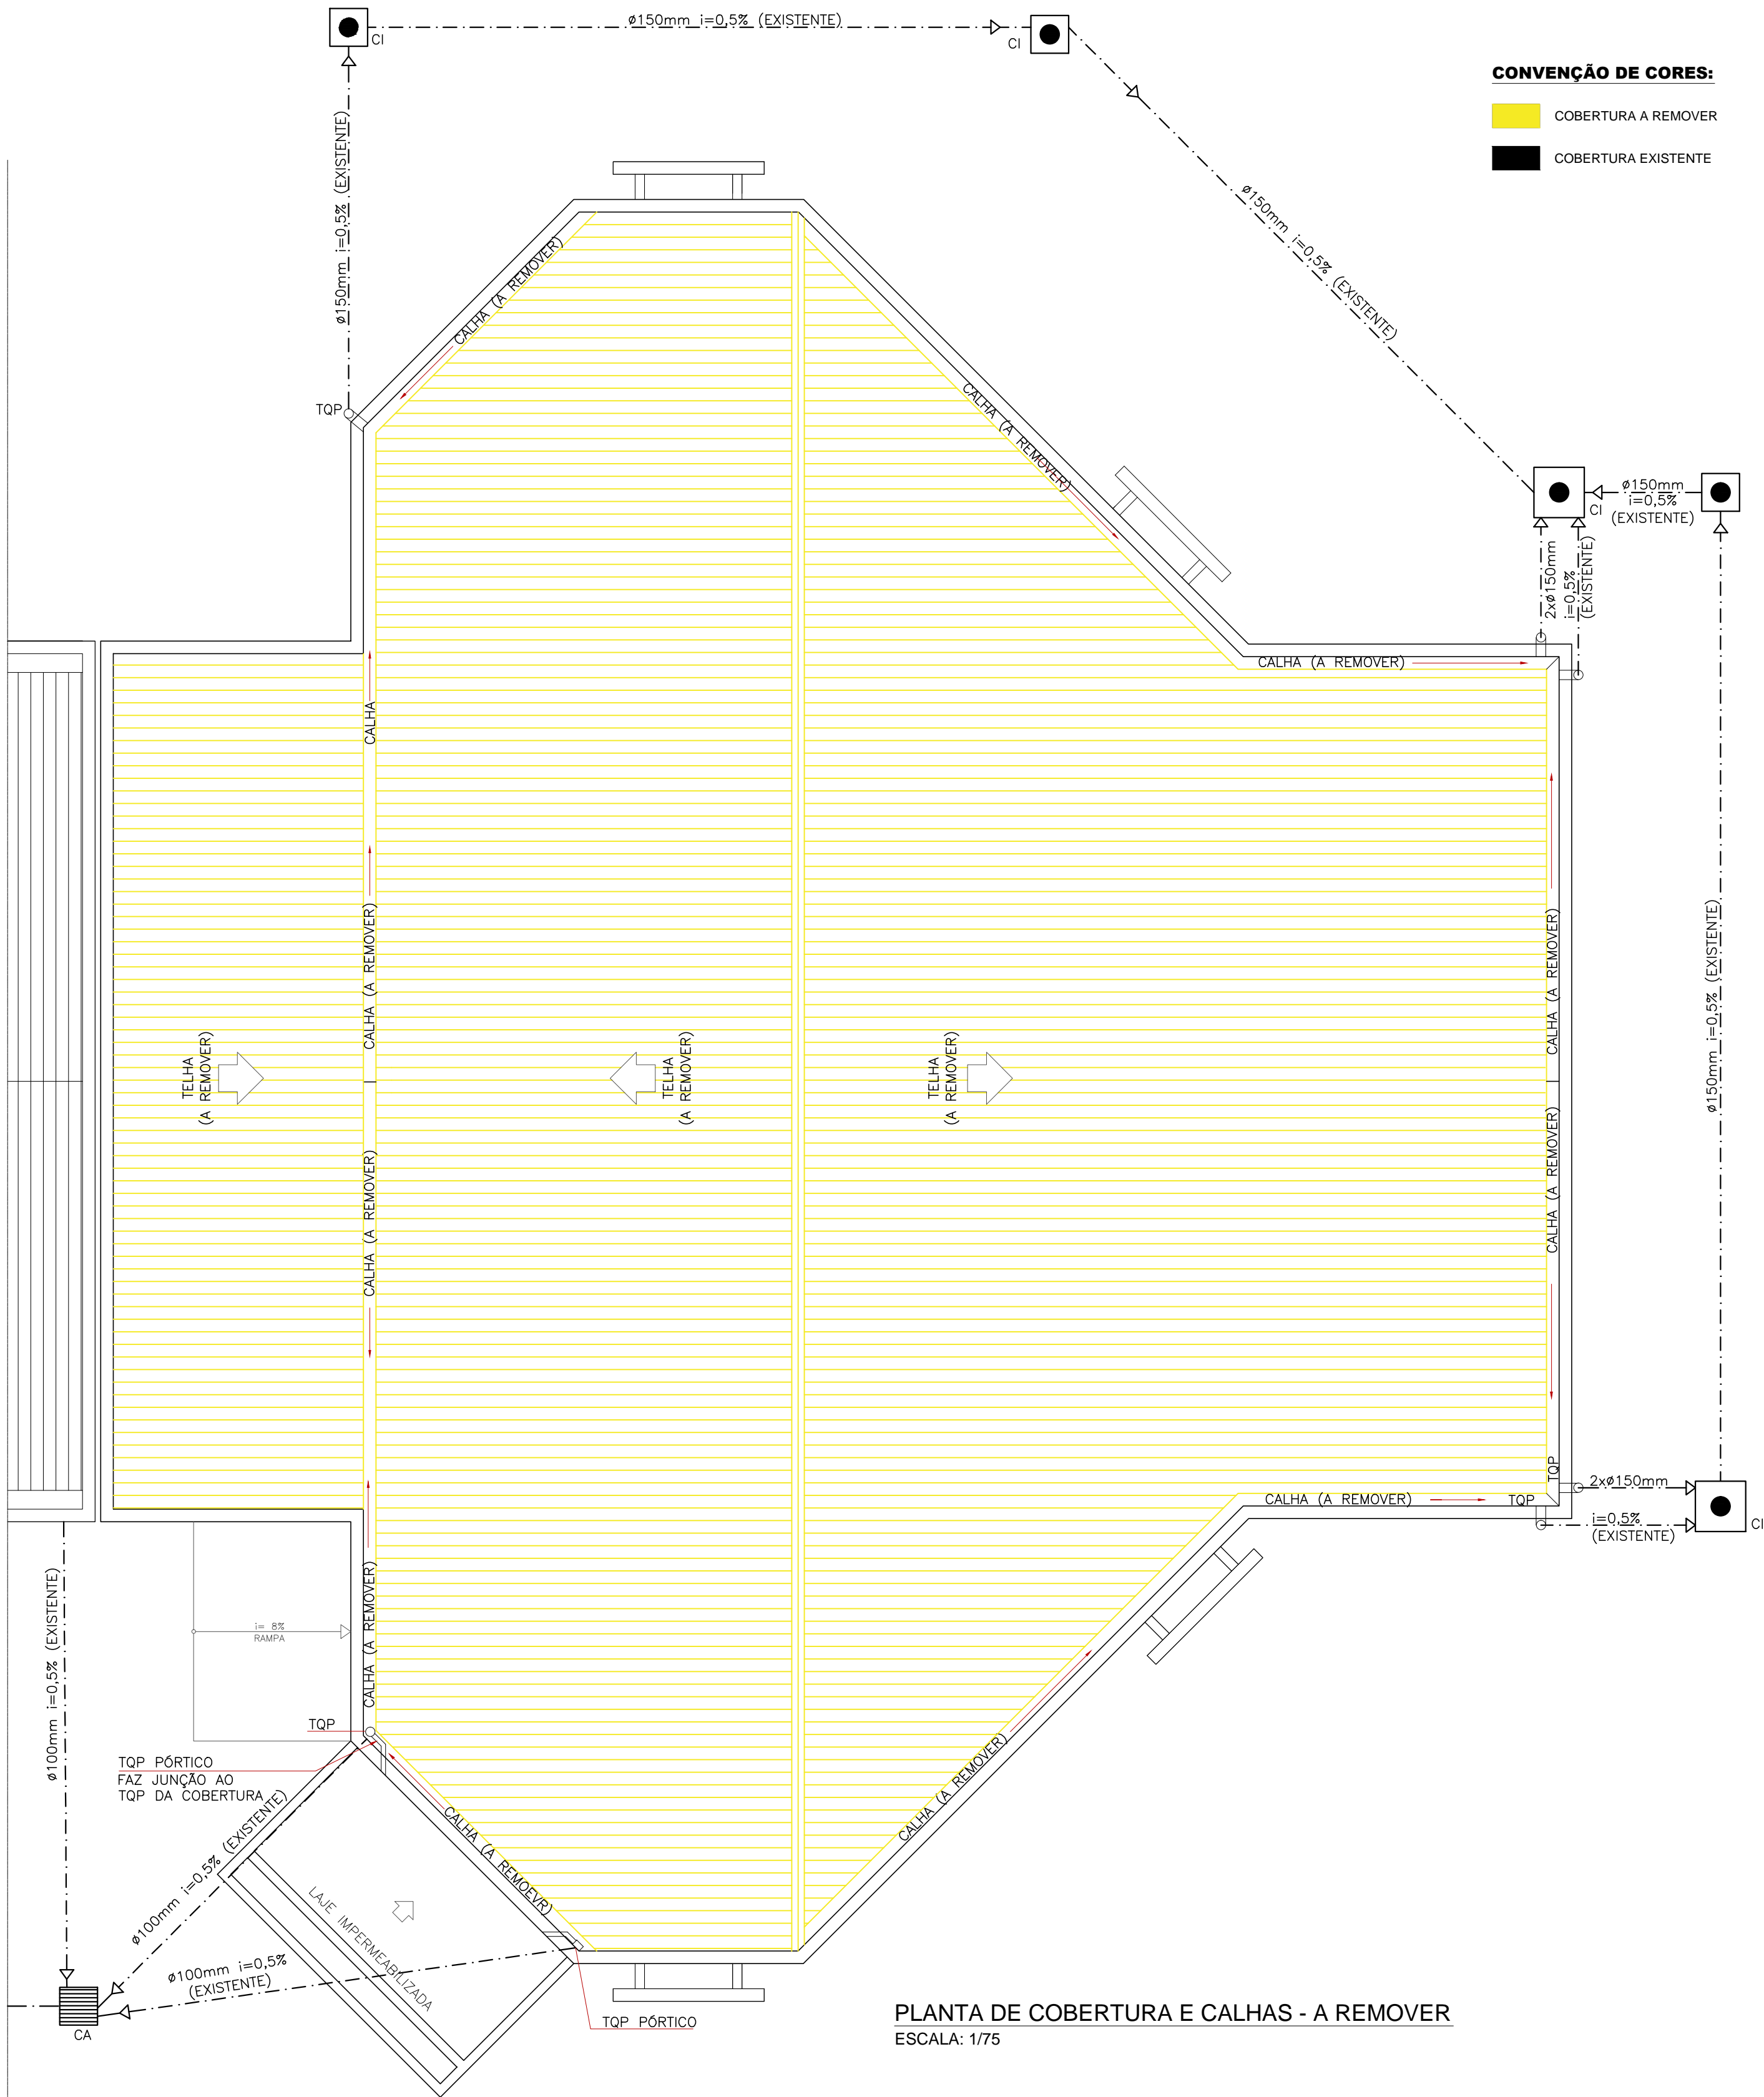 ø150mm i=0,5% (EXISTENTE)
CI
CI
CONVENÇÃO DE CORES:
COBERTURA A REMOVER
COBERTURA EXISTENTE
ø150mm i=0,5% (EXISTENTE)
ø150mm i=0,5% (EXISTENTE)
CALHA (A REMOVER)
TQP
CALHA (A REMOVER)
ø150mm
i=0,5%
(EXISTENTE)
CI
2xø150mm
i=0,5%
(EXISTENTE)
CALHA (A REMOVER)
CALHA
CALHA (A REMOVER)
CALHA (A REMOVER)
ø150mm i=0,5% (EXISTENTE)
TELHA
(A REMOVER)
TELHA
(A REMOVER)
TELHA
(A REMOVER)
CALHA (A REMOVER)
CALHA (A REMOVER)
TQP
2xø150mm
CALHA (A REMOVER)
TQP
i=0,5%
(EXISTENTE)
CI
ø100mm i=0,5% (EXISTENTE)
i= 8%
RAMPA
CALHA (A REMOVER)
TQP
TQP PÓRTICO
FAZ JUNÇÃO AO
TQP DA COBERTURA
CALHA (A REMOVER)
CALHA (A REMOEVR)
ø100mm i=0,5% (EXISTENTE)
LAJE IMPERMEABILIZADA
ø100mm i=0,5%
(EXISTENTE)
CA
TQP PÓRTICO
PLANTA DE COBERTURA E CALHAS - A REMOVER
ESCALA: 1/75